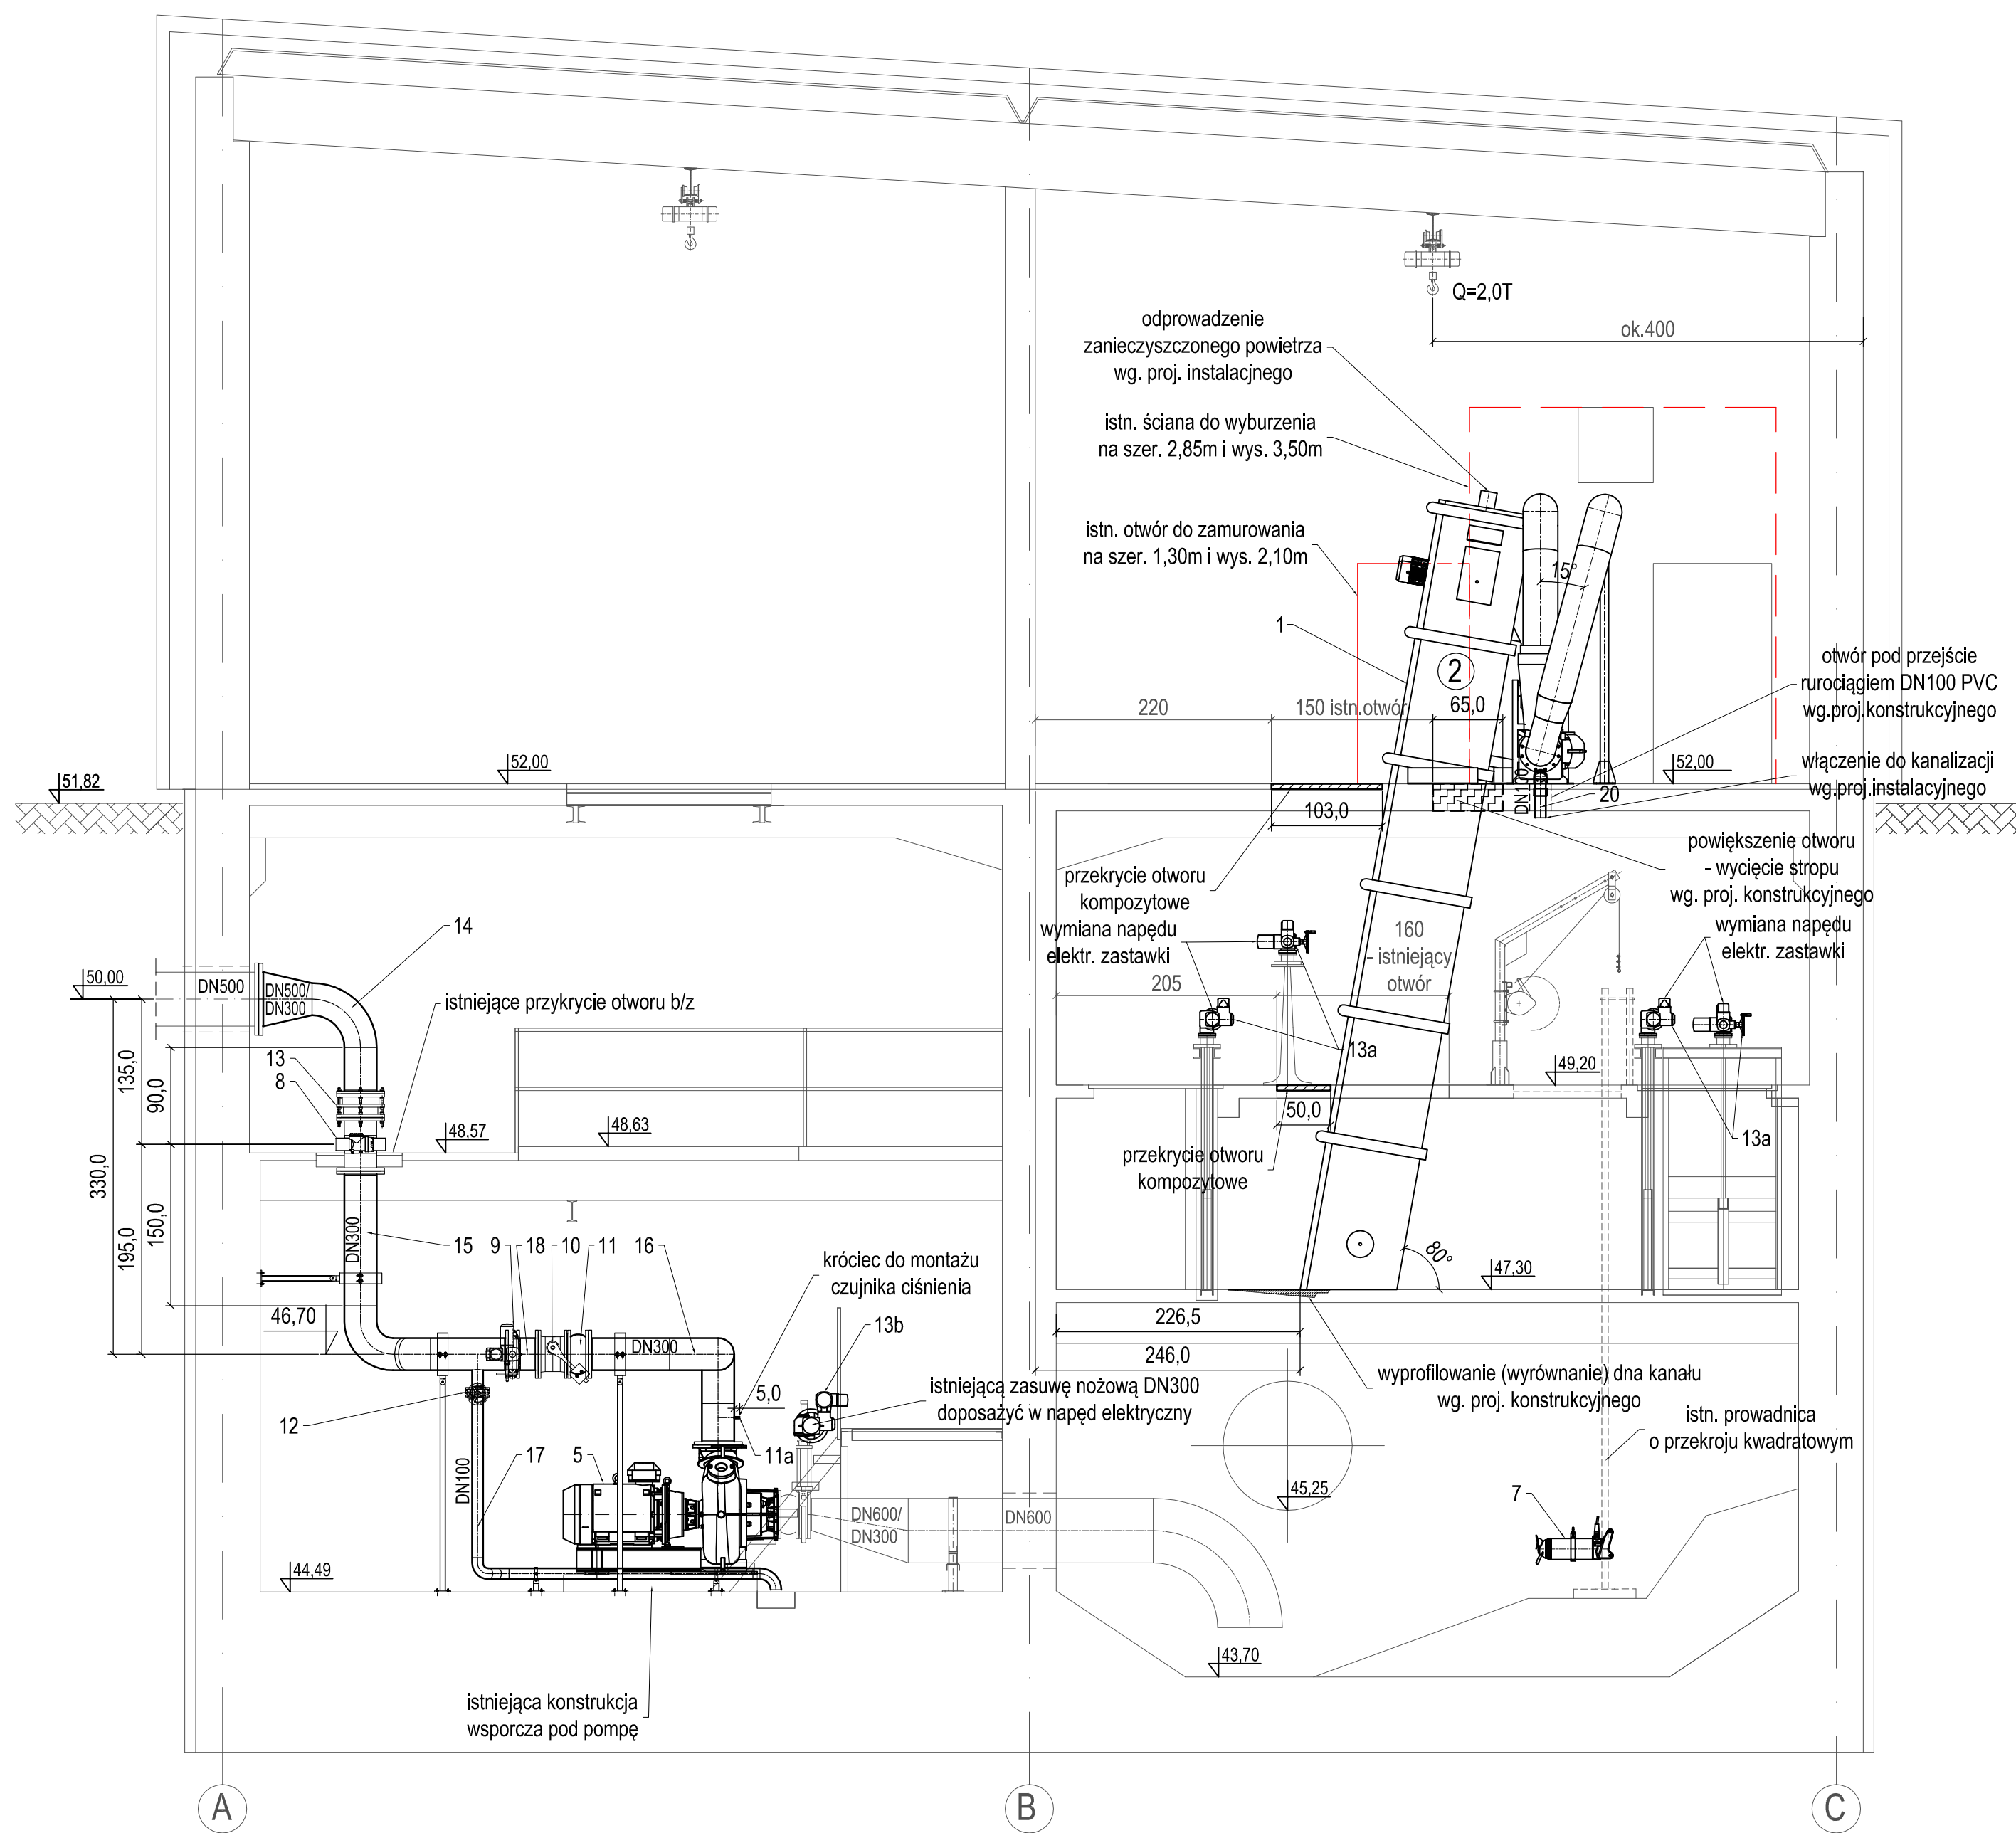 Q=2,0T
ok.400
odprowadzenie
zanieczyszczonego powietrza
wg. proj. instalacjnego
istn. ściana do wyburzenia
na szer. 2,85m i wys. 3,50m
istn. otwór do zamurowania
na szer. 1,30m i wys. 2,10m
15°
1
2
220
150 istn.otwór
65,0
otwór pod przejście
rurociągiem DN100 PVC
wg.proj.konstrukcyjnego
51,82
52,00
52,00
włączenie do kanalizacji
wg.proj.instalacyjnego
DN100
20
103,0
powiększenie otworu
- wycięcie stropu
wg. proj. konstrukcyjnego
przekrycie otworu
kompozytowe
wymiana napędu
elektr. zastawki
wymiana napędu
elektr. zastawki
160
- istniejący
otwór
205
14
50,00
DN500
DN500/
DN300
istniejące przykrycie otworu b/z
13
8
13a
49,20
135,0
90,0
50,0
13a
48,57
48,63
przekrycie otworu
kompozytowe
330,0
195,0
150,0
DN300
15
9
18
10
11
16
króciec do montażu
czujnika ciśnienia
80°
47,30
46,70
13b
DN300
226,5
246,0
wyprofilowanie (wyrównanie) dna kanału
wg. proj. konstrukcyjnego
5,0
istniejącą zasuwę nożową DN300
doposażyć w napęd elektryczny
istn. prowadnica
o przekroju kwadratowym
12
17
5
11a
DN100
45,25
7
DN600/
DN300
DN600
44,49
43,70
istniejąca konstrukcja
wsporcza pod pompę
A
B
C